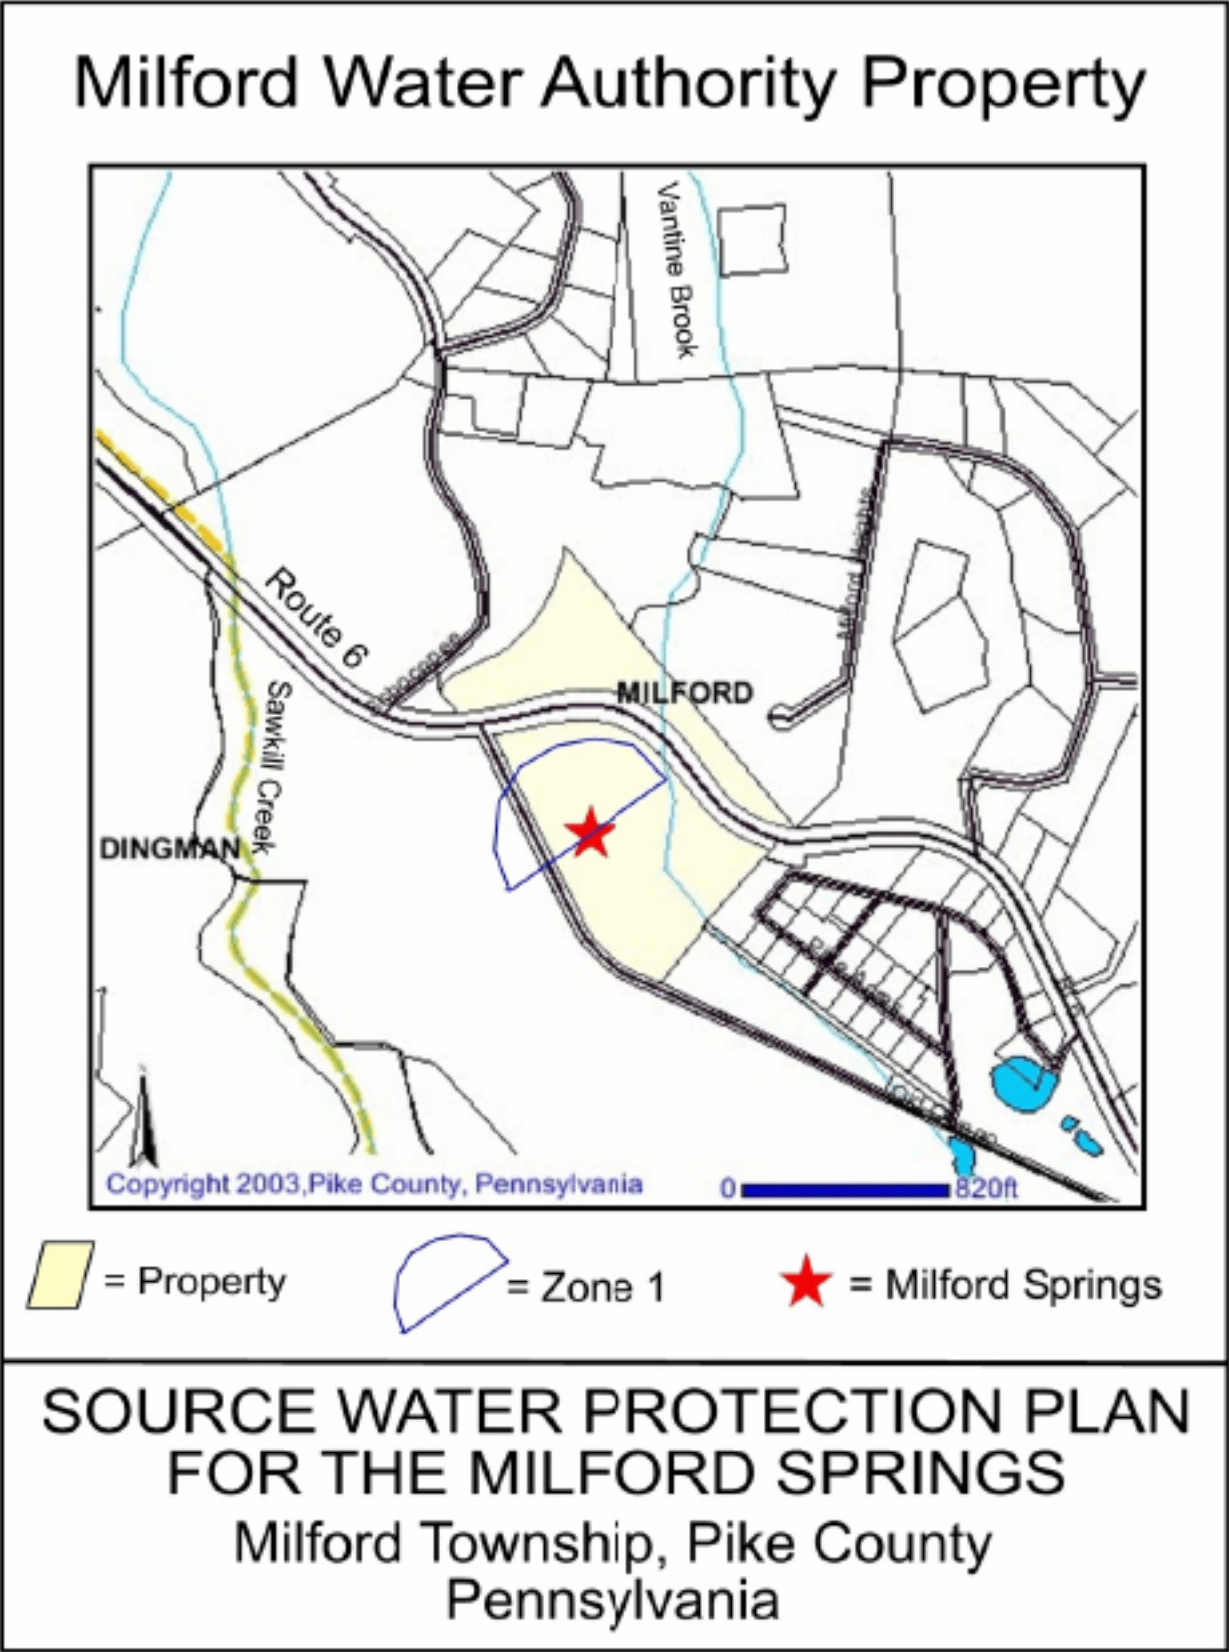 Milford Water Authority Property
Vantine Brook
Route 6
MILFORD
Sawkill Creek
DINGMAN
Copyright 2003,Pike County, Pennsylvania
0 820ft
= Property
= Zone 1
= Milford Springs
SOURCE WATER PROTECTION PLAN
FOR THE MILFORD SPRINGS
Milford Township, Pike County
Pennsylvania